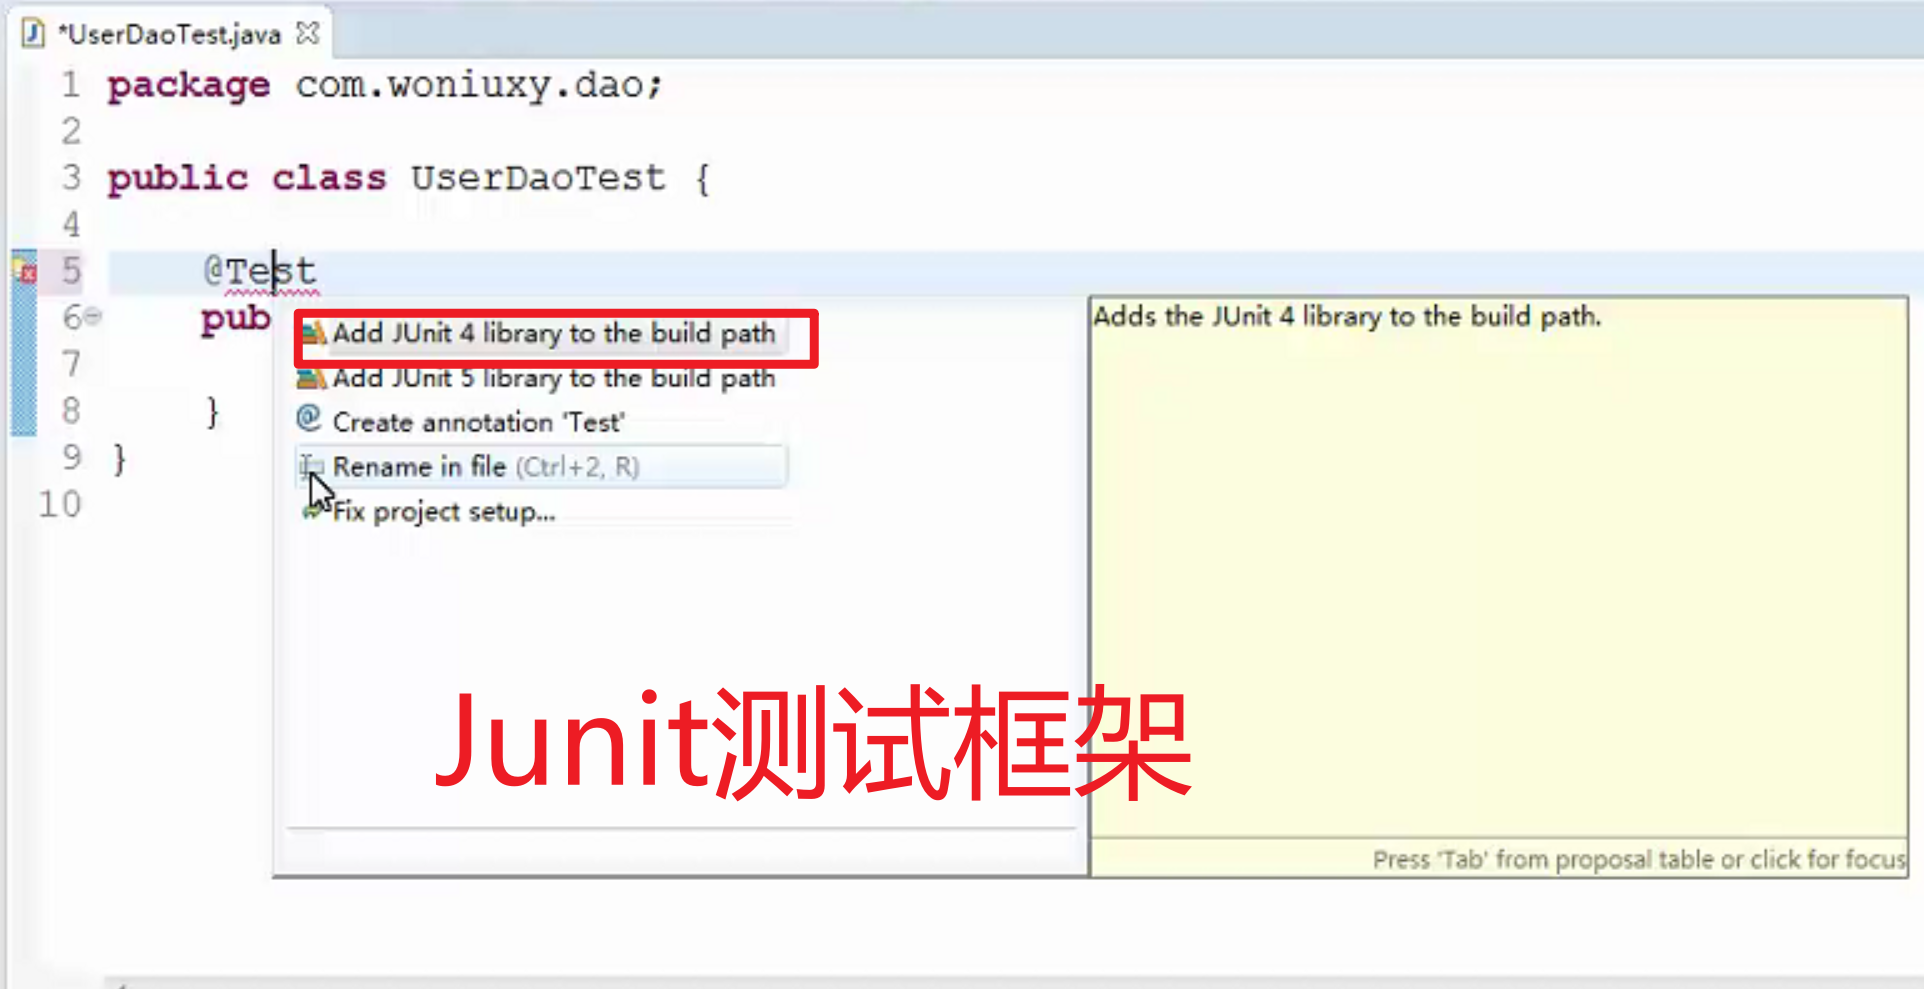 *UserDaoTest.java
1 package com.woniuxy.dao;
2
3 public class UserDaoTest {
4
5 @Test
6 pub
7
8 }
9 }
10
Add JUnit 4 library to the build path
Add JUnit 5 library to the build path
Create annotation 'Test'
Rename in file (Ctrl+2, R)
Fix project setup...
Adds the JUnit 4 library to the build path.
Junit测试框架
Press 'Tab' from proposal table or click for focus